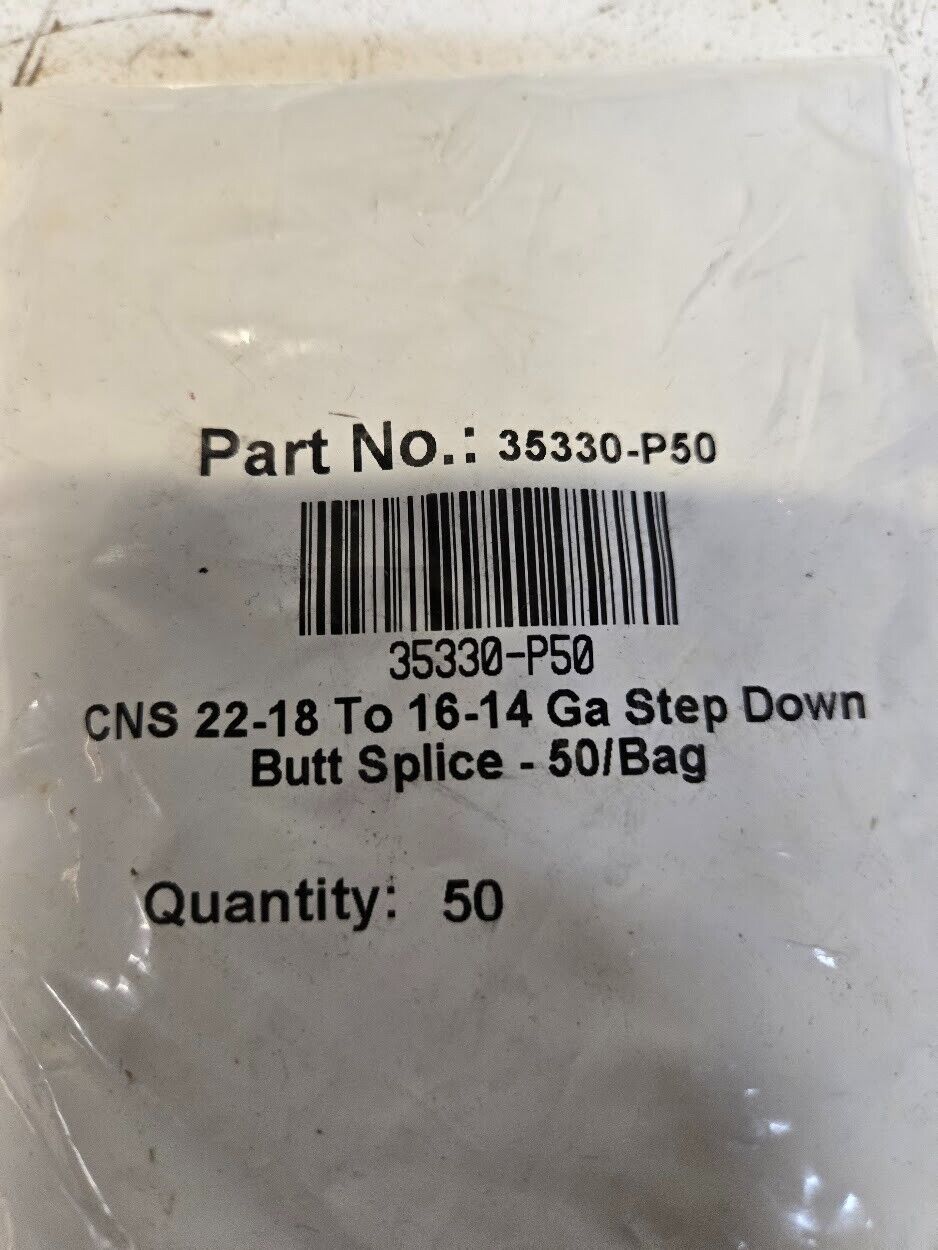 Part No.: 35330-P50
35330-P50
CNS 22-18 To 16-14 Ga Step Down
Butt Splice - 50/Bag
Quantity: 50